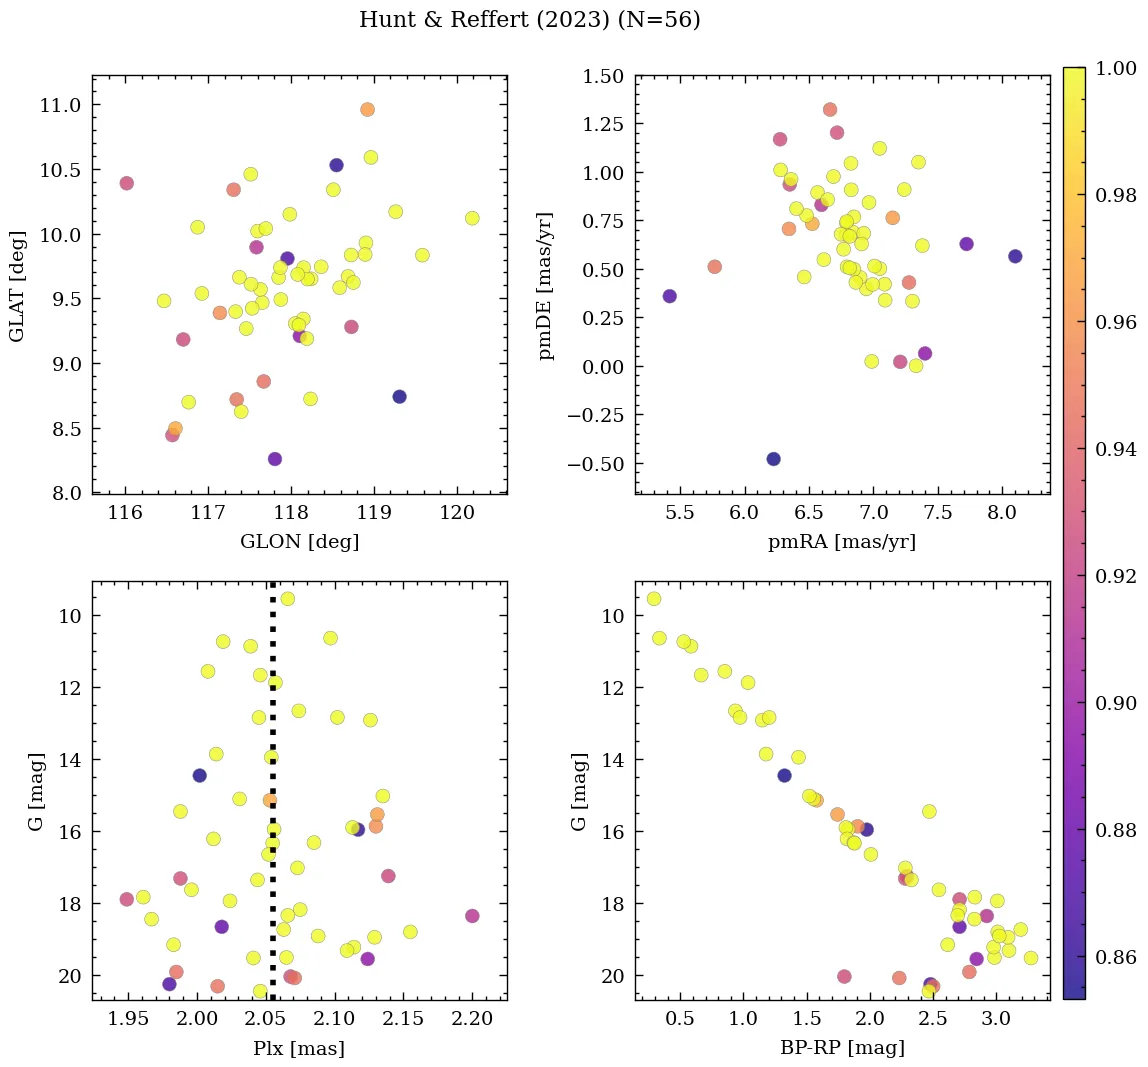 Hunt & Reffert (2023) (N=56)
11.0
10.5
10.0
9.5
9.0
8.5
8.0
GLAT [deg]
116 117 118 119 120
GLON [deg]
1.50
1.25
1.00
0.75
0.50
0.25
0.00
−0.25
−0.50
pmDE [mas/yr]
5.5 6.0 6.5 7.0 7.5 8.0
pmRA [mas/yr]
10
12
14
16
18
20
G [mag]
1.95 2.00 2.05 2.10 2.15 2.20
Plx [mas]
10
12
14
16
18
20
G [mag]
0.5 1.0 1.5 2.0 2.5 3.0
BP-RP [mag]
1.00
0.98
0.96
0.94
0.92
0.90
0.88
0.86